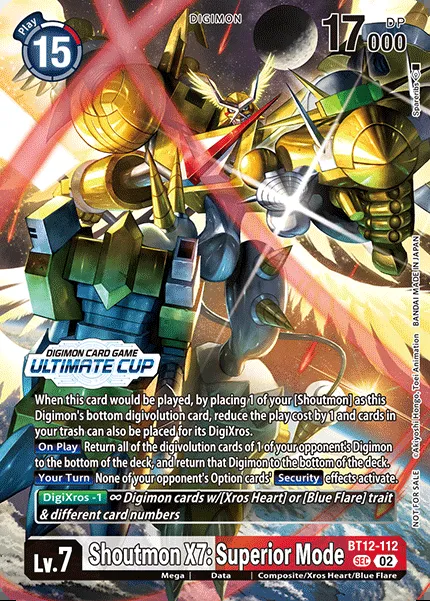 Play
15
DIGIMON
17000
DP
Spareribs
©Akiyoshi Hongo, Toei Animation BANDAI MADE IN JAPAN
NOT FOR SALE
DIGIMON CARD GAME
ULTIMATE CUP
When this card would be played, by placing 1 of your [Shoutmon] as this
Digimon's bottom digivolution card, reduce the play cost by 1 and cards in
your trash can also be placed for its DigiXros.
On Play Return all of the digivolution cards of 1 of your opponent's Digimon
to the bottom of the deck, and return that Digimon to the bottom of the deck.
Your Turn None of your opponent's Option cards' Security effects activate.
DigiXros -1 ∞ Digimon cards w/[Xros Heart] or [Blue Flare] trait
& different card numbers
Lv.7
Shoutmon X7: Superior Mode
BT12-112
SEC 02
Mega | Data | Composite/Xros Heart/Blue Flare